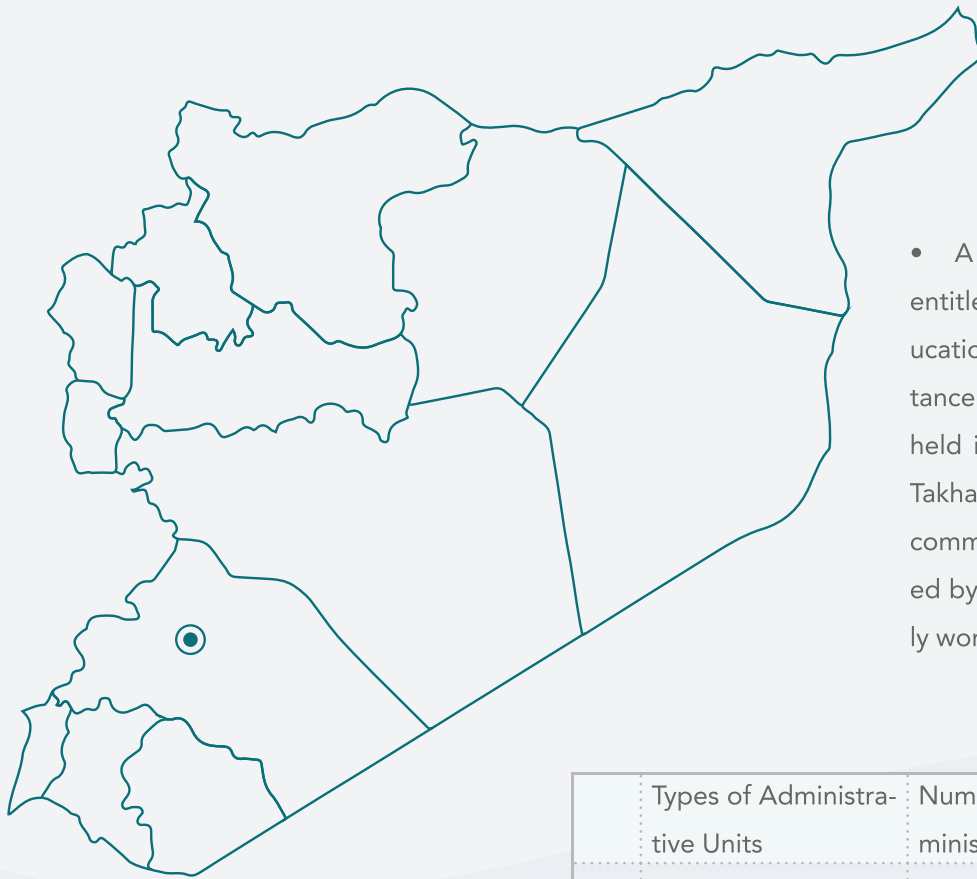 • A
entitle
ucatio
tance
held i
Takha
comm
ed by
ly wor
Types of Administra-
tive Units
Num
minis